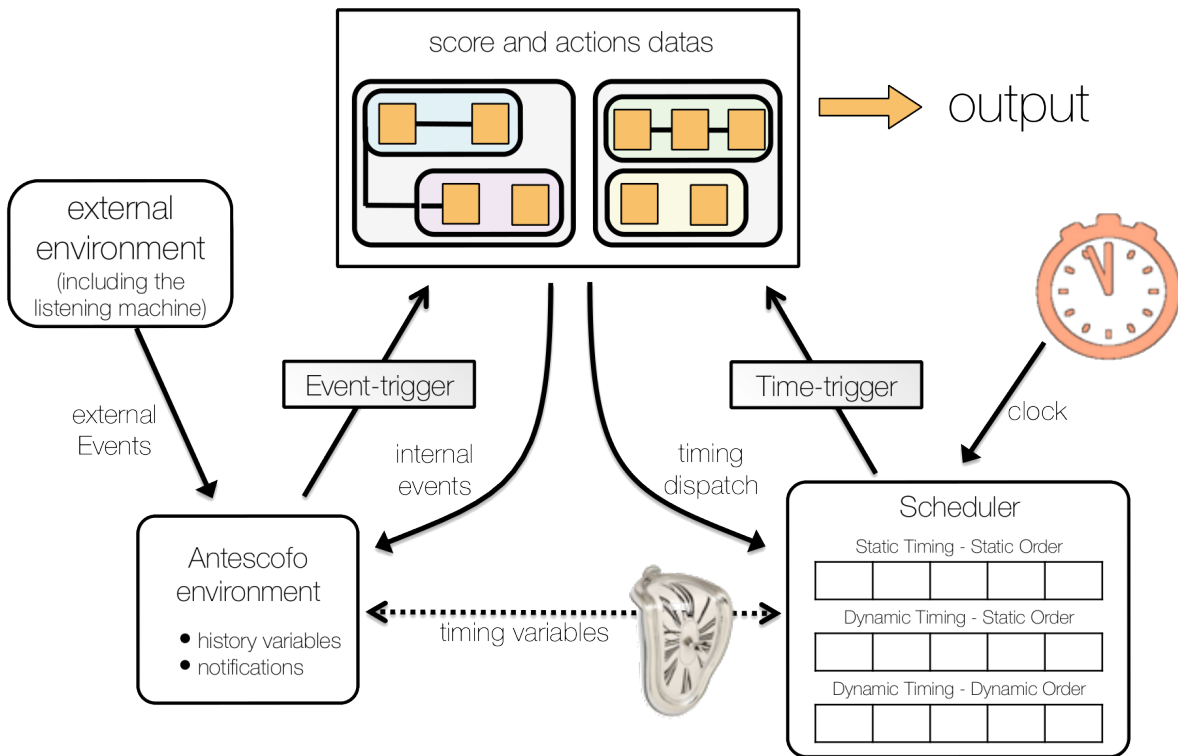 score and actions datas
output
external
environment
(including the
listening machine)
Event-trigger
Time-trigger
external
Events
internal
events
timing
dispatch
clock
Antescofo
environment
• history variables
• notifications
timing variables
Scheduler
Static Timing - Static Order
Dynamic Timing - Static Order
Dynamic Timing - Dynamic Order